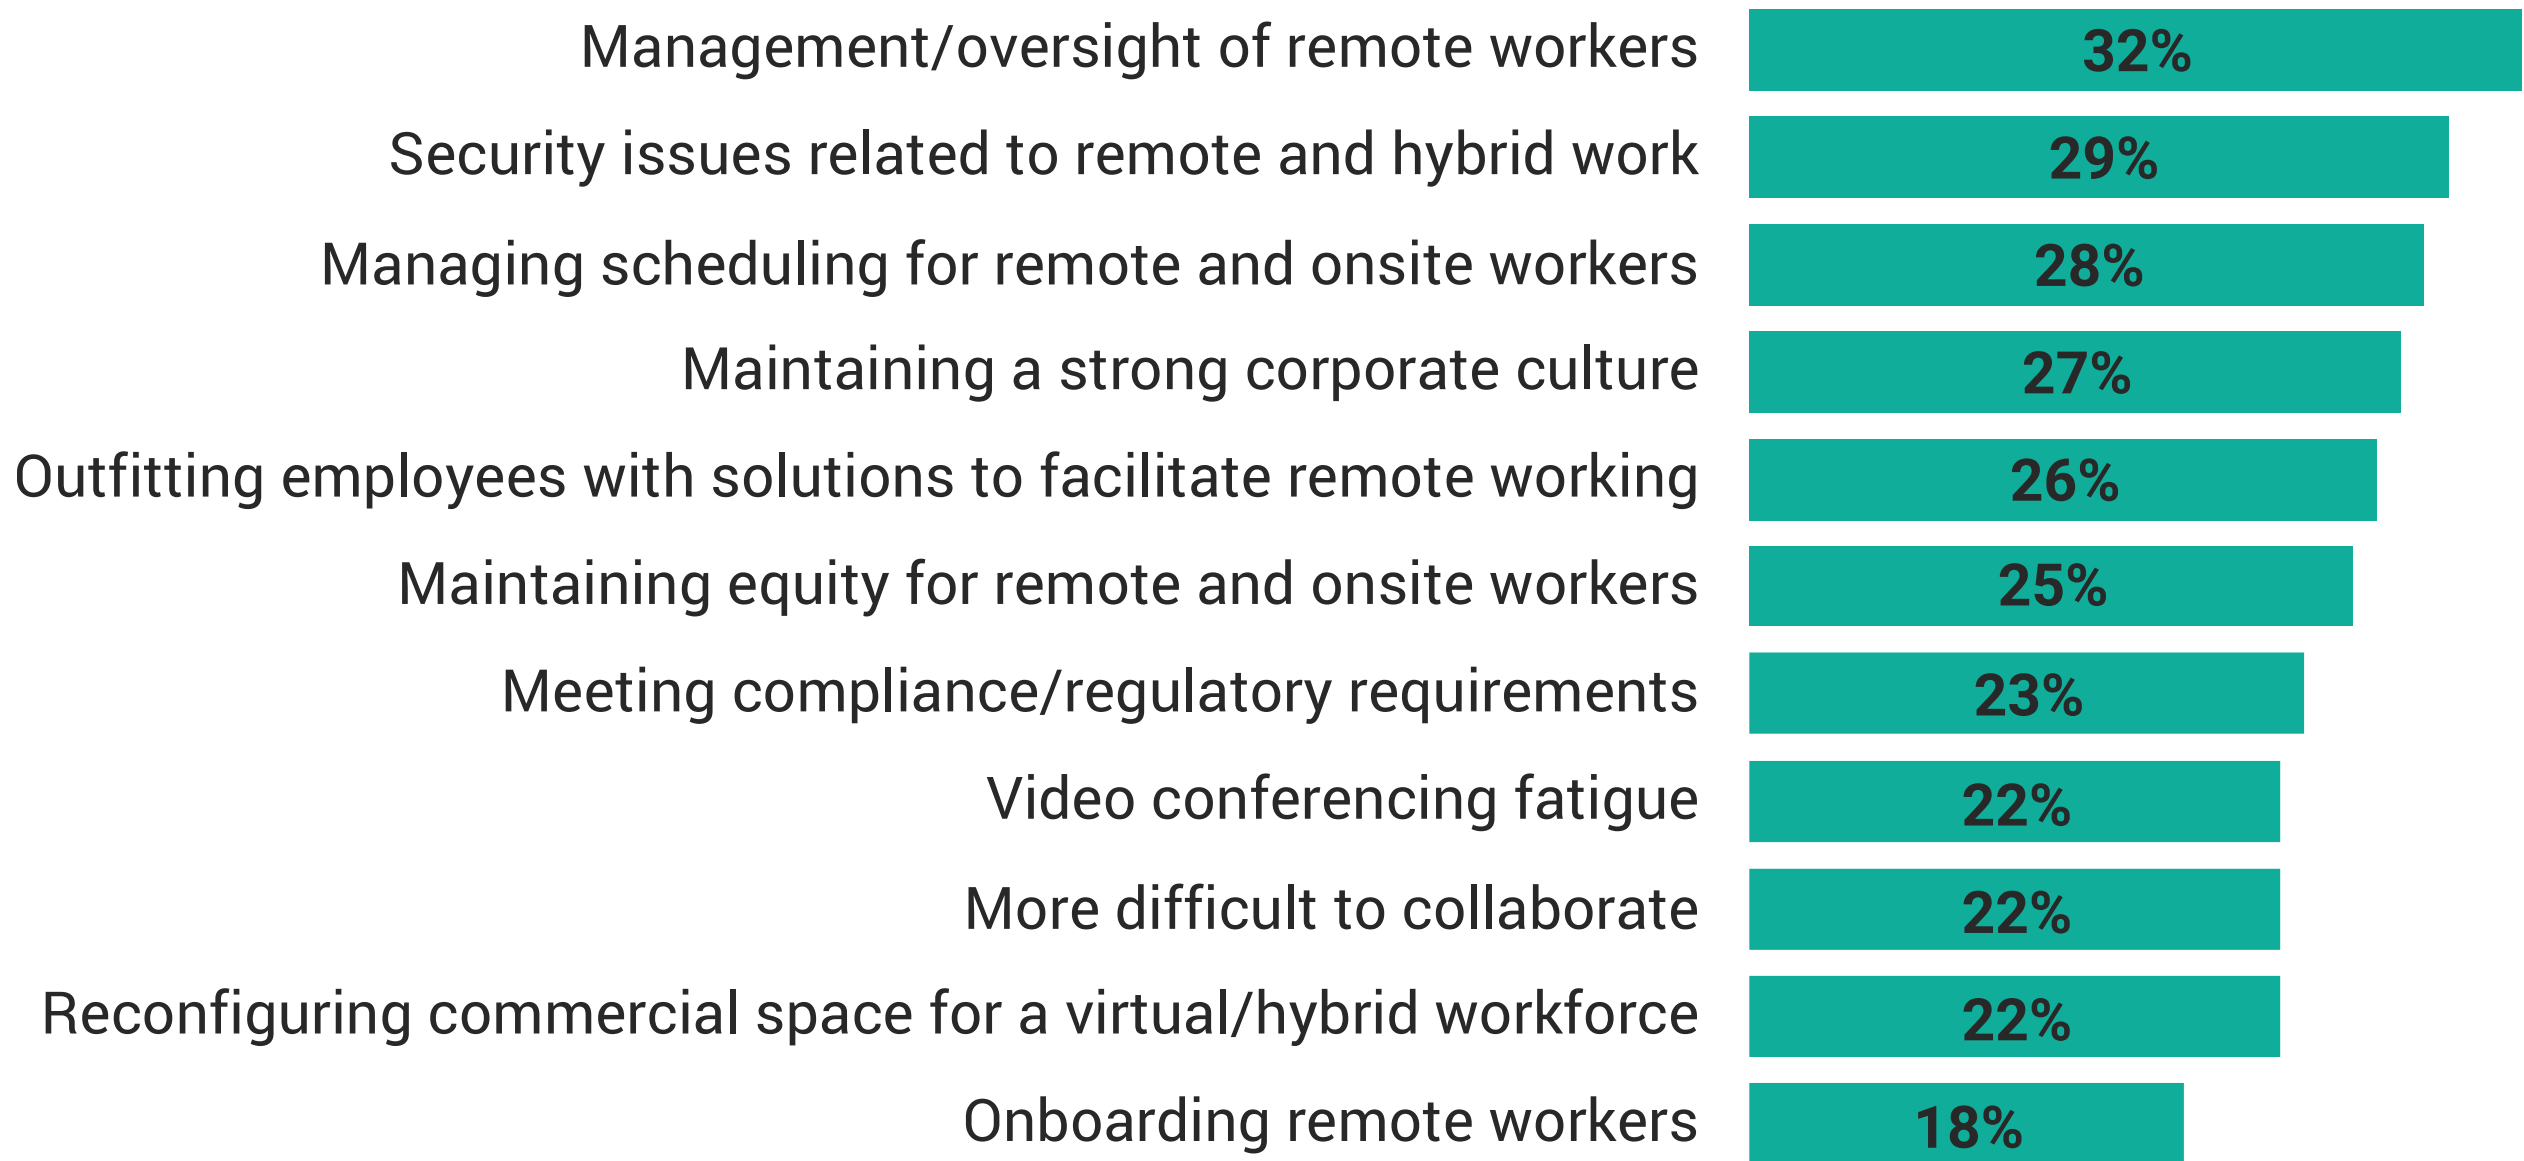 Management/oversight of remote workers 32%
Security issues related to remote and hybrid work 29%
Managing scheduling for remote and onsite workers 28%
Maintaining a strong corporate culture 27%
Outfitting employees with solutions to facilitate remote working 26%
Maintaining equity for remote and onsite workers 25%
Meeting compliance/regulatory requirements 23%
Video conferencing fatigue 22%
More difficult to collaborate 22%
Reconfiguring commercial space for a virtual/hybrid workforce 22%
Onboarding remote workers 18%